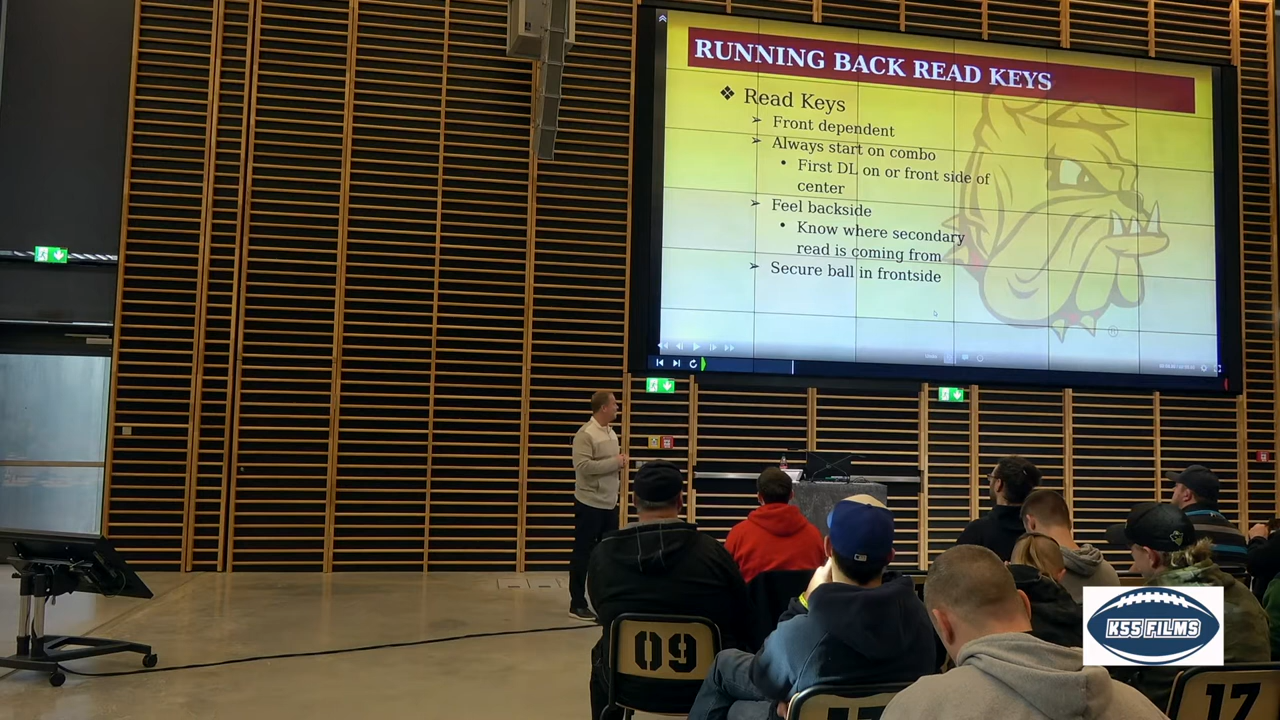 RUNNING BACK READ KEYS
❖ Read Keys
➢ Front dependent
➢ Always start on combo
• First DL on or front side of
center
➢ Feel backside
• Know where secondary
read is coming from
➢ Secure ball in frontside
®
09
17
KSS FILMS